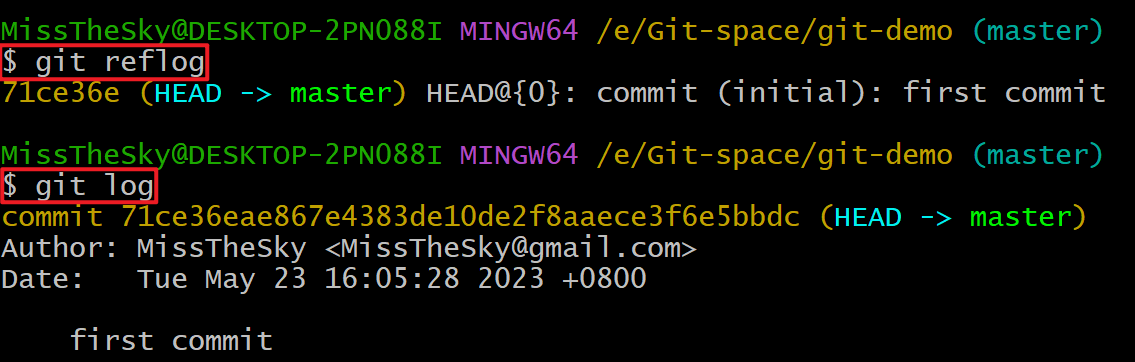 MissTheSky@DESKTOP-2PNO88I MINGW64 /e/Git-space/git-demo (master)
$ git reflog
71ce36e (HEAD -> master) HEAD@{0}: commit (initial): first commit
MissTheSky@DESKTOP-2PNO88I MINGW64 /e/Git-space/git-demo (master)
$ git log
commit 71ce36eae867e4383de10de2f8aaece3f6e5bbdc (HEAD -> master)
Author: MissTheSky <MissTheSky@gmail.com>
Date:   Tue May 23 16:05:28 2023 +0800
    first commit